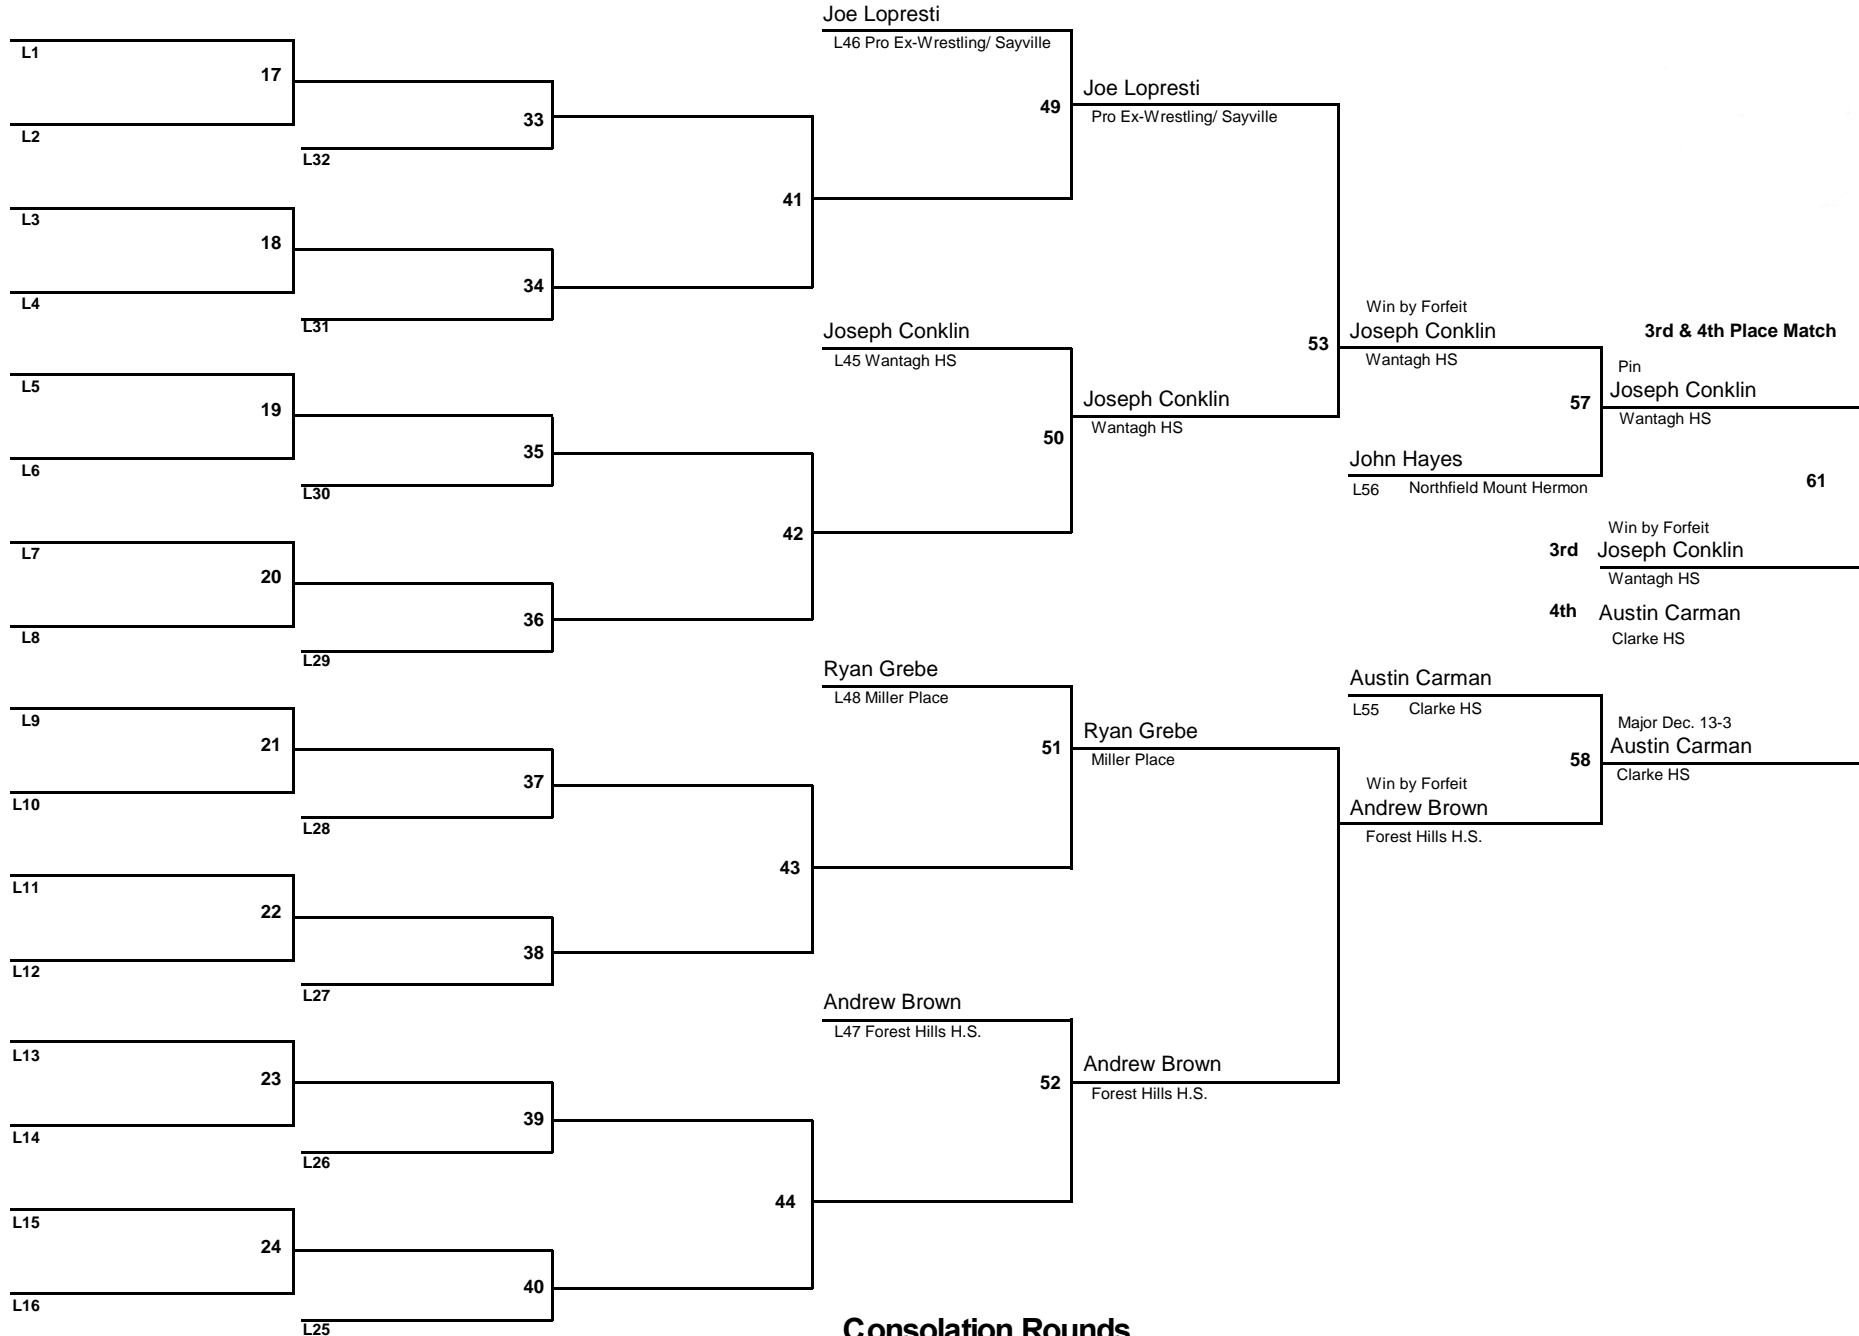 L1
17
L2
33
L32
L3
18
L4
34
L31
41
L5
19
L6
35
L30
L7
20
L8
36
L29
42
L9
21
L10
37
L28
L11
22
L12
38
L27
43
L13
23
L14
39
L26
L15
24
L16
40
L25
44
Joe Lopresti
L46 Pro Ex-Wrestling/ Sayville
49
Joseph Conklin
L45 Wantagh HS
50
Ryan Grebe
L48 Miller Place
51
Andrew Brown
L47 Forest Hills H.S.
52
Joe Lopresti
Pro Ex-Wrestling/ Sayville
53
Joseph Conklin
Wantagh HS
Ryan Grebe
Miller Place
Andrew Brown
Forest Hills H.S.
Win by Forfeit
Joseph Conklin
Wantagh HS
57
John Hayes
L56 Northfield Mount Hermon
Austin Carman
L55 Clarke HS
58
Win by Forfeit
Andrew Brown
Forest Hills H.S.
3rd & 4th Place Match
Pin
Joseph Conklin
Wantagh HS
61
Win by Forfeit
3rd Joseph Conklin
Wantagh HS
4th Austin Carman
Clarke HS
Major Dec. 13-3
Austin Carman
Clarke HS
Consolation Rounds